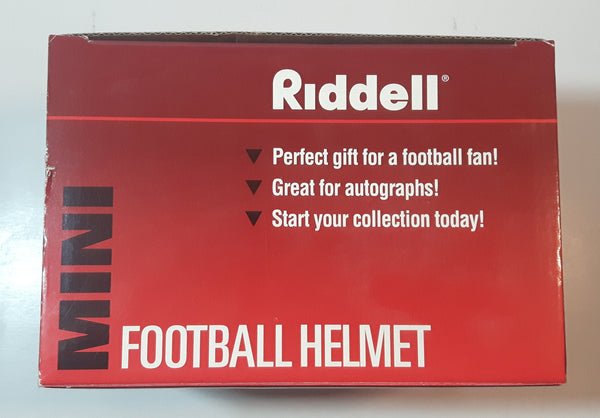 Riddell®
Perfect gift for a football fan!
Great for autographs!
Start your collection today!
MINI
FOOTBALL HELMET